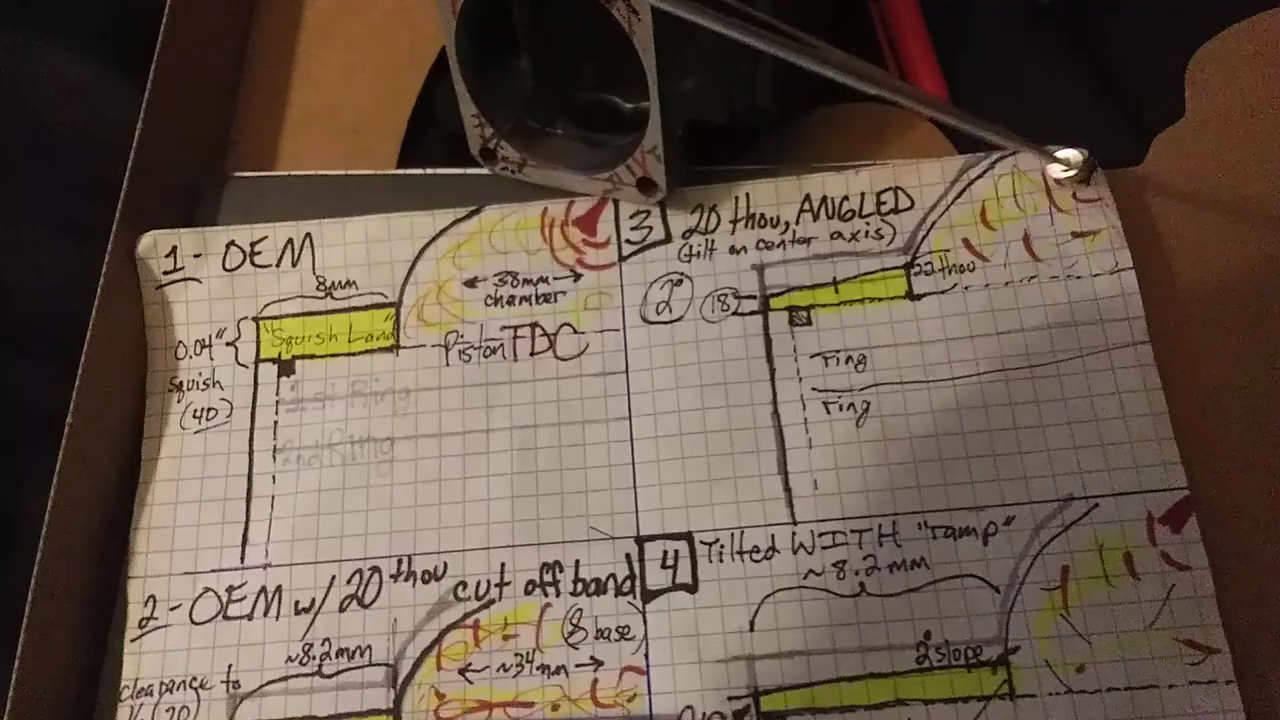 1- OEM
8mm
0.04"
"Squish Land"
squish
(40)
38mm
chamber
Piston TDC
1st Ring
2nd Ring
3
20 thou, ANGLED
(tilt on center axis)
2°
18
22 thou
ring
ring
2- OEM w/ 20 thou cut off band
~8.2mm
(& base)
~34mm
clearance to
4
Tilted WITH "ramp"
~8.2mm
2° slope